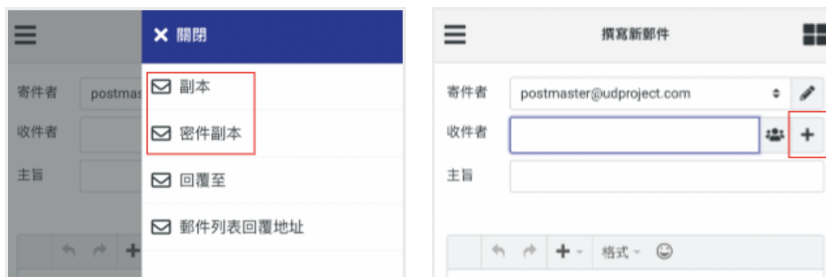 關閉
寄件者 postmas
副本
收件者
密件副本
主旨
回覆至
郵件列表回覆地址
撰寫新郵件
寄件者 postmaster@udproject.com
收件者
主旨
格式